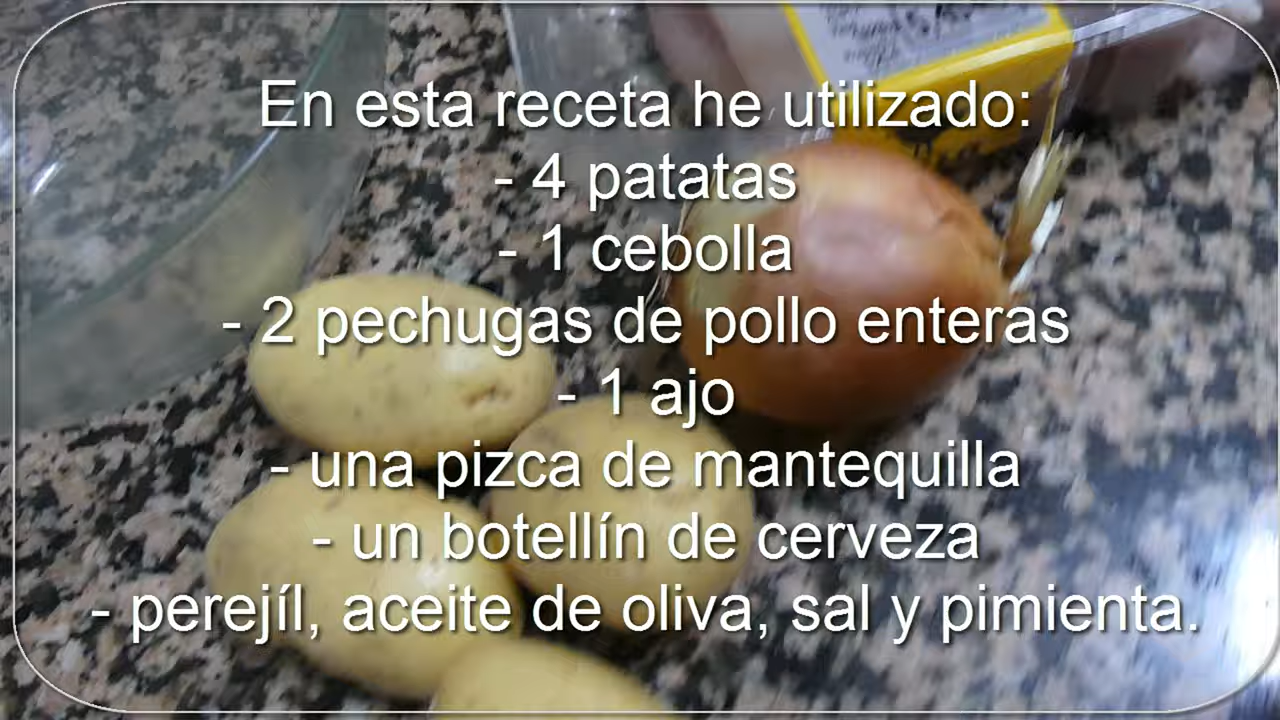 En esta receta he utilizado:
- 4 patatas
- 1 cebolla
- 2 pechugas de pollo enteras
- 1 ajo
- una pizca de mantequilla
- un botellín de cerveza
- perejíl, aceite de oliva, sal y pimienta.